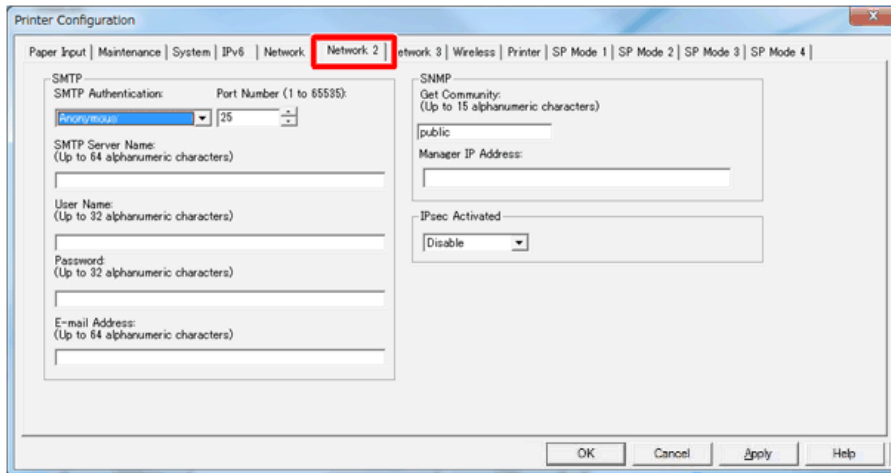 Printer Configuration
Paper Input | Maintenance | System | IPv6 | Network | Network 2 | etwork 3 | Wireless | Printer | SP Mode 1 | SP Mode 2 | SP Mode 3 | SP Mode 4
SMTP
SMTP Authentication: Port Number (1 to 65535):
Anonymous 25
SMTP Server Name:
(Up to 64 alphanumeric characters)
User Name:
(Up to 32 alphanumeric characters)
Password:
(Up to 32 alphanumeric characters)
E-mail Address:
(Up to 64 alphanumeric characters)
SNMP
Get Community:
(Up to 15 alphanumeric characters)
public
Manager IP Address:
IPsec Activated
Disable
OK Cancel Apply Help